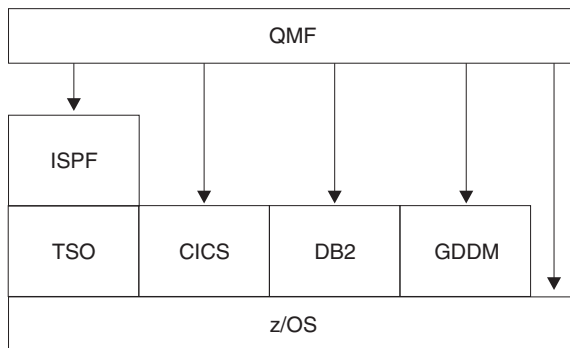 QMF
ISPF
TSO
CICS
DB2
GDDM
z/OS